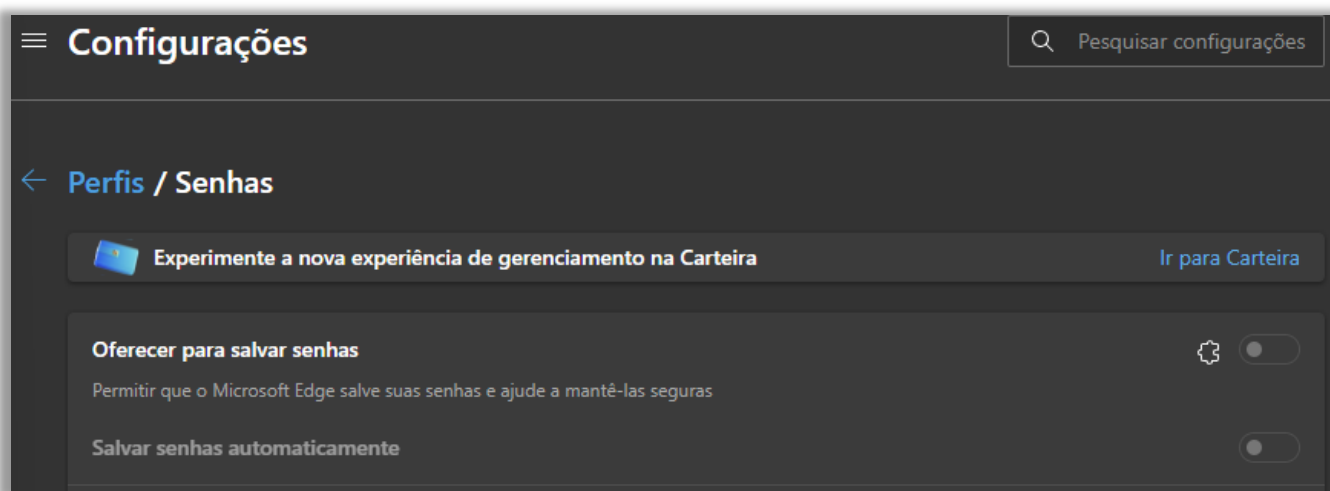 Configurações
Pesquisar configurações
Perfis / Senhas
Experimente a nova experiência de gerenciamento na Carteira
Ir para Carteira
Oferecer para salvar senhas
Permitir que o Microsoft Edge salve suas senhas e ajude a mantê-las seguras
Salvar senhas automaticamente